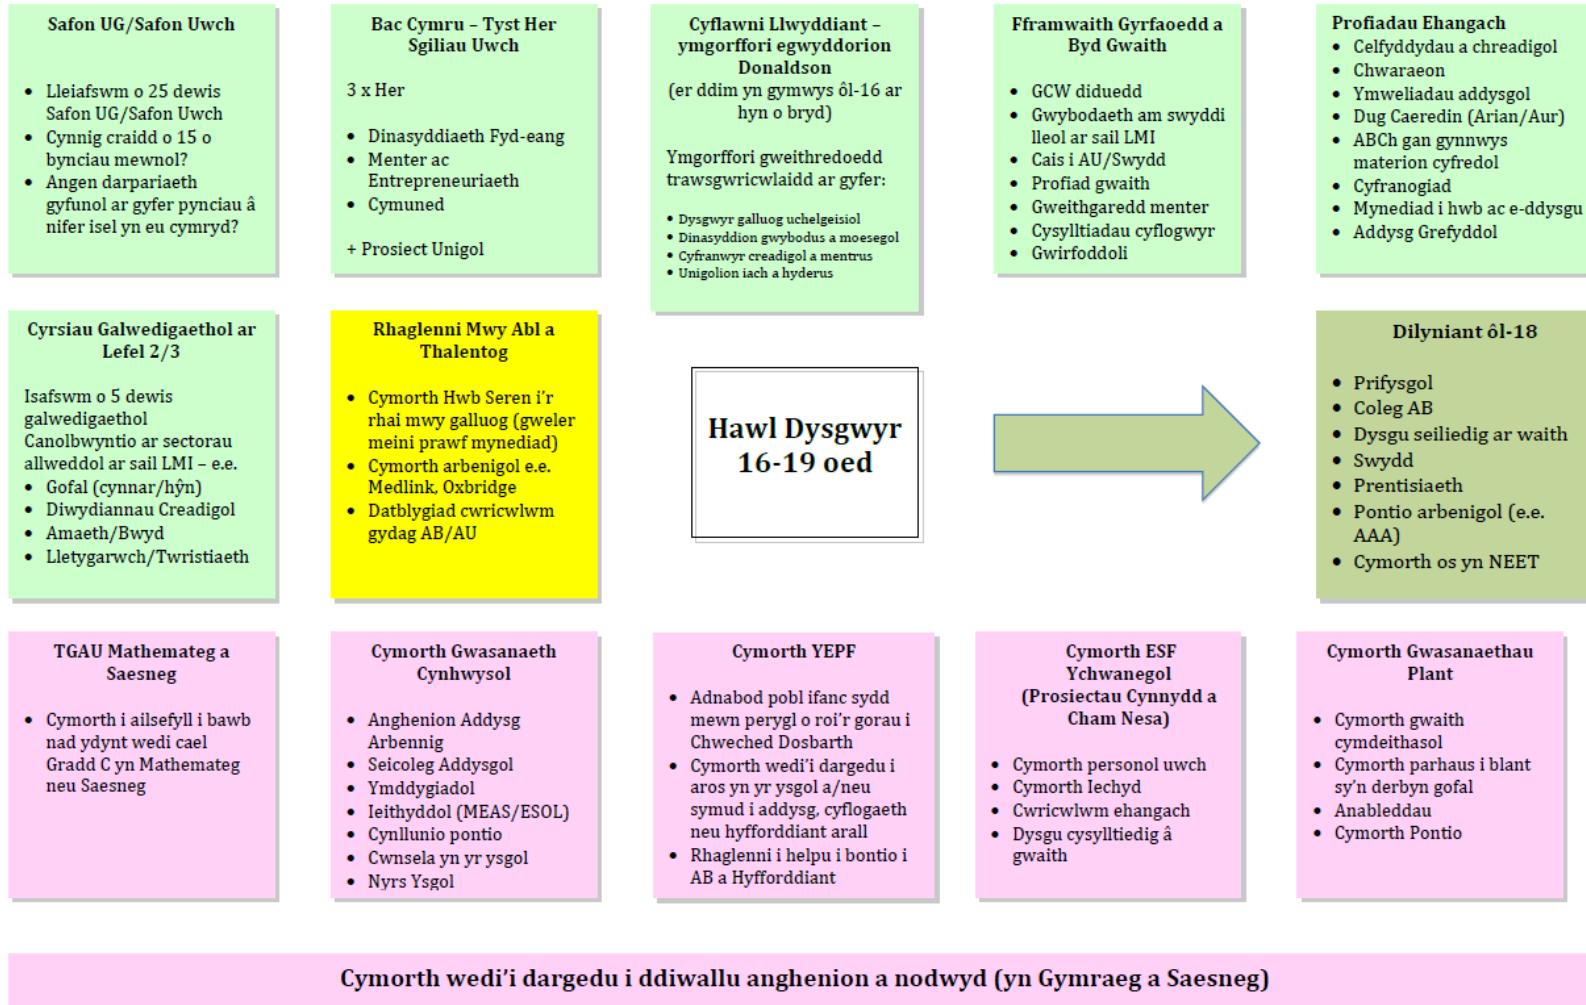 Safon UG/Safon Uwch
• Lleiafswm o 25 dewis
Safon UG/Safon Uwch
• Cynnig craidd o 15 o
bynciau mewnol?
• Angen darpariaeth
gyfunol ar gyfer pynciau â
nifer isel yn eu cymryd?
Bac Cymru – Tyst Her
Sgiliau Uwch
3 x Her
• Dinasyddiaeth Fyd-eang
• Menter ac
Entrepreneuriaeth
• Cymuned
+ Prosiect Unigol
Cyflawni Llwyddiant –
ymgorffori egwyddorion
Donaldson
(er ddim yn gymwys ôl-16 ar
hyn o bryd)
Ymgorffori gweithredoedd
trawsgwricwlaidd ar gyfer:
• Dysgwyr galluog uchelgeisiol
• Dinasyddion gwybodus a moesegol
• Cyfranwyr creadigol a mentrus
• Unigolion iach a hyderus
Fframwaith Gyrfaoedd a
Byd Gwaith
• GCW diduedd
• Gwybodaeth am swyddi
lleol ar sail LMI
• Cais i AU/Swydd
• Profiad gwaith
• Gweithgaredd menter
• Cysylltiadau cyflogwyr
• Gwirfoddoli
Profiadau Ehangach
• Celfyddydau a chreadigol
• Chwaraeon
• Ymweliadau addysgol
• Dug Caeredin (Arian/Aur)
• ABCh gan gynnwys
materion cyfredol
• Cyfranogiad
• Mynediad i hwb ac e-ddysgu
• Addysg Grefyddol
Cyrsiau Galwedigaethol ar
Lefel 2/3
Isafswm o 5 dewis
galwedigaethol
Canolbwyntio ar sectorau
allweddol ar sail LMI – e.e.
• Gofal (cynnar/hŷn)
• Diwydiannau Creadigol
• Amaeth/Bwyd
• Lletygarwch/Twristiaeth
Rhaglenni Mwy Abl a
Thalentog
• Cymorth Hwb Seren i'r
rhai mwy galluog (gweler
meini prawf mynediad)
• Cymorth arbenigol e.e.
Medlink, Oxbridge
• Datblygiad cwricwlwm
gydag AB/AU
Hawl Dysgwyr
16-19 oed
Dilyniant ôl-18
• Prifysgol
• Coleg AB
• Dysgu seiliedig ar waith
• Swydd
• Prentisiaeth
• Pontio arbenigol (e.e.
AAA)
• Cymorth os yn NEET
TGAU Mathemateg a
Saesneg
• Cymorth i ailsefyll i bawb
nad ydynt wedi cael
Gradd C yn Mathemateg
neu Saesneg
Cymorth Gwasanaeth
Cynhwysol
• Anghenion Addysg
Arbennig
• Seicoleg Addysgol
• Ymddygiadol
• Ieithyddol (MEAS/ESOL)
• Cynllunio pontio
• Cwnsela yn yr ysgol
• Nyrs Ysgol
Cymorth YEPF
• Adnabod pobl ifanc sydd
mewn perygl o roi'r gorau i
Chweched Dosbarth
• Cymorth wedi'i dargedu i
aros yn yr ysgol a/neu
symud i addysg, cyflogaeth
neu hyfforddiant arall
• Rhaglenni i helpu i bontio i
AB a Hyfforddiant
Cymorth ESF
Ychwanegol
(Prosiectau Cynnydd a
Cham Nesa)
• Cymorth personol uwch
• Cymorth Iechyd
• Cwricwlwm ehangach
• Dysgu cysylltiedig â
gwaith
Cymorth Gwasanaethau
Plant
• Cymorth gwaith
cymdeithasol
• Cymorth parhaus i blant
sy'n derbyn gofal
• Anableddau
• Cymorth Pontio
Cymorth wedi'i dargedu i ddiwallu anghenion a nodwyd (yn Gymraeg a Saesneg)